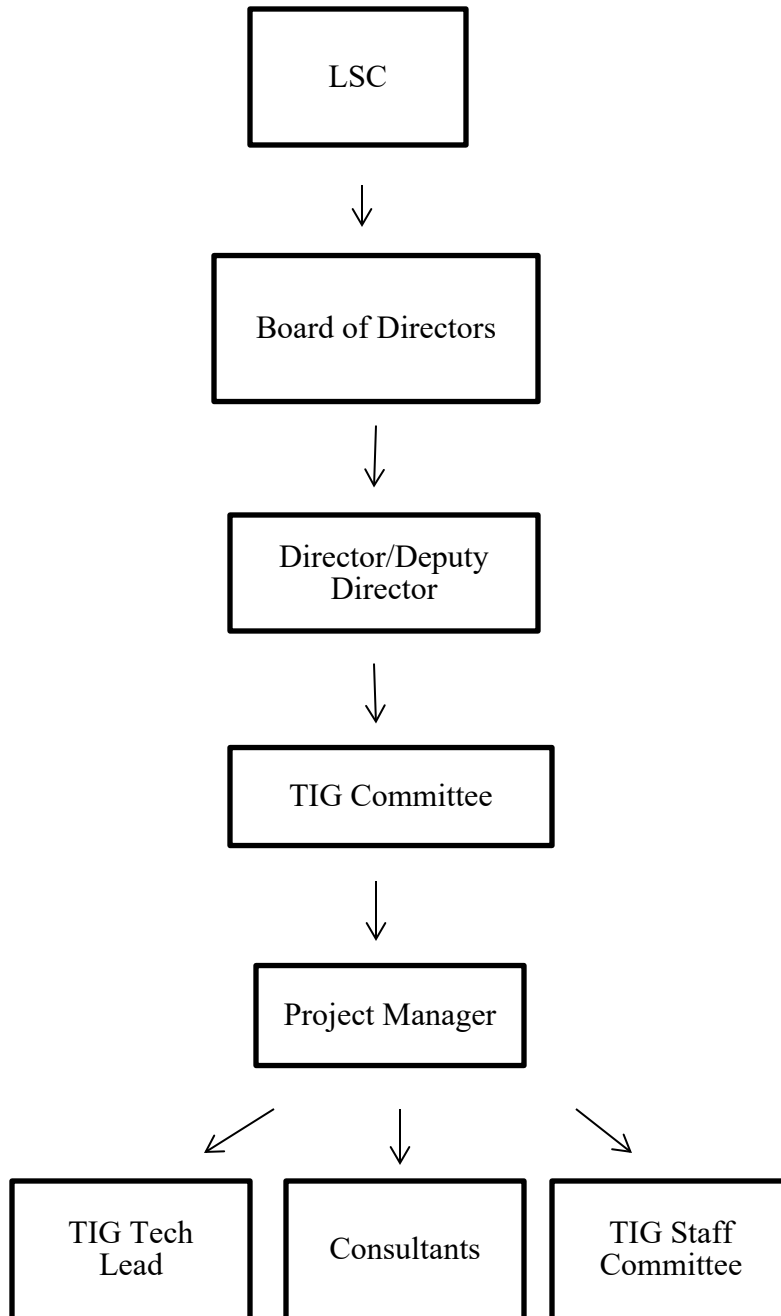 LSC
Board of Directors
Director/Deputy
Director
TIG Committee
Project Manager
TIG Tech
Lead
Consultants
TIG Staff
Committee